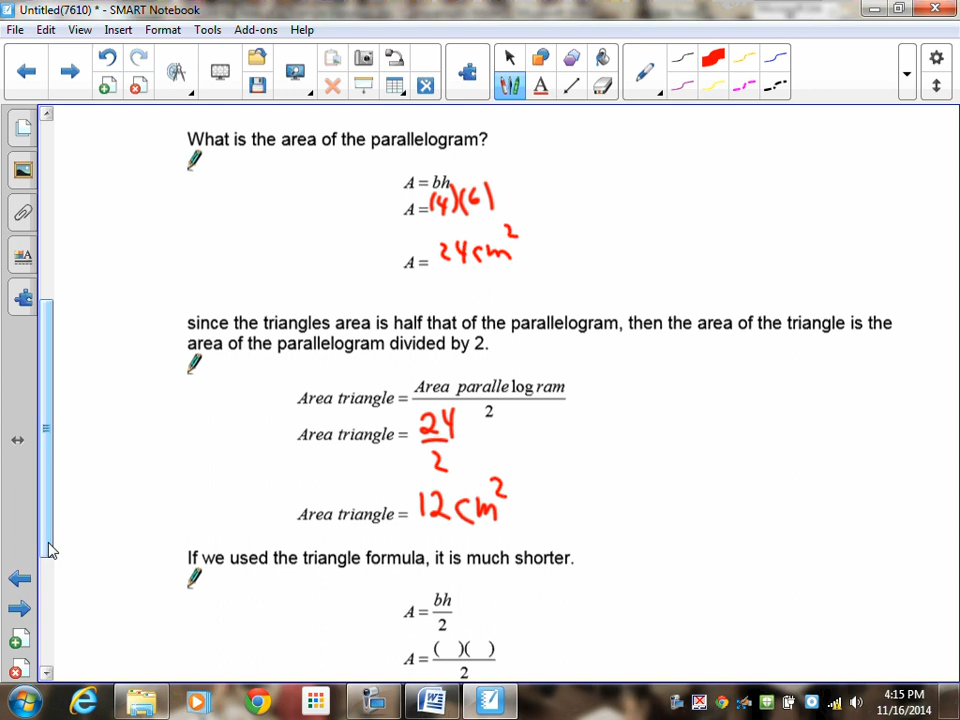 Untitled(7610) * - SMART Notebook
File Edit View Insert Format Tools Add-ons Help
What is the area of the parallelogram?
A = bh
A = (4)(6)
A = 24cm²
since the triangles area is half that of the parallelogram, then the area of the triangle is the
area of the parallelogram divided by 2.
Area triangle = Area parallelogram
2
Area triangle = 24
2
Area triangle = 12cm²
If we used the triangle formula, it is much shorter.
A = bh
2
A = ( )( )
2
4:15 PM
11/16/2014